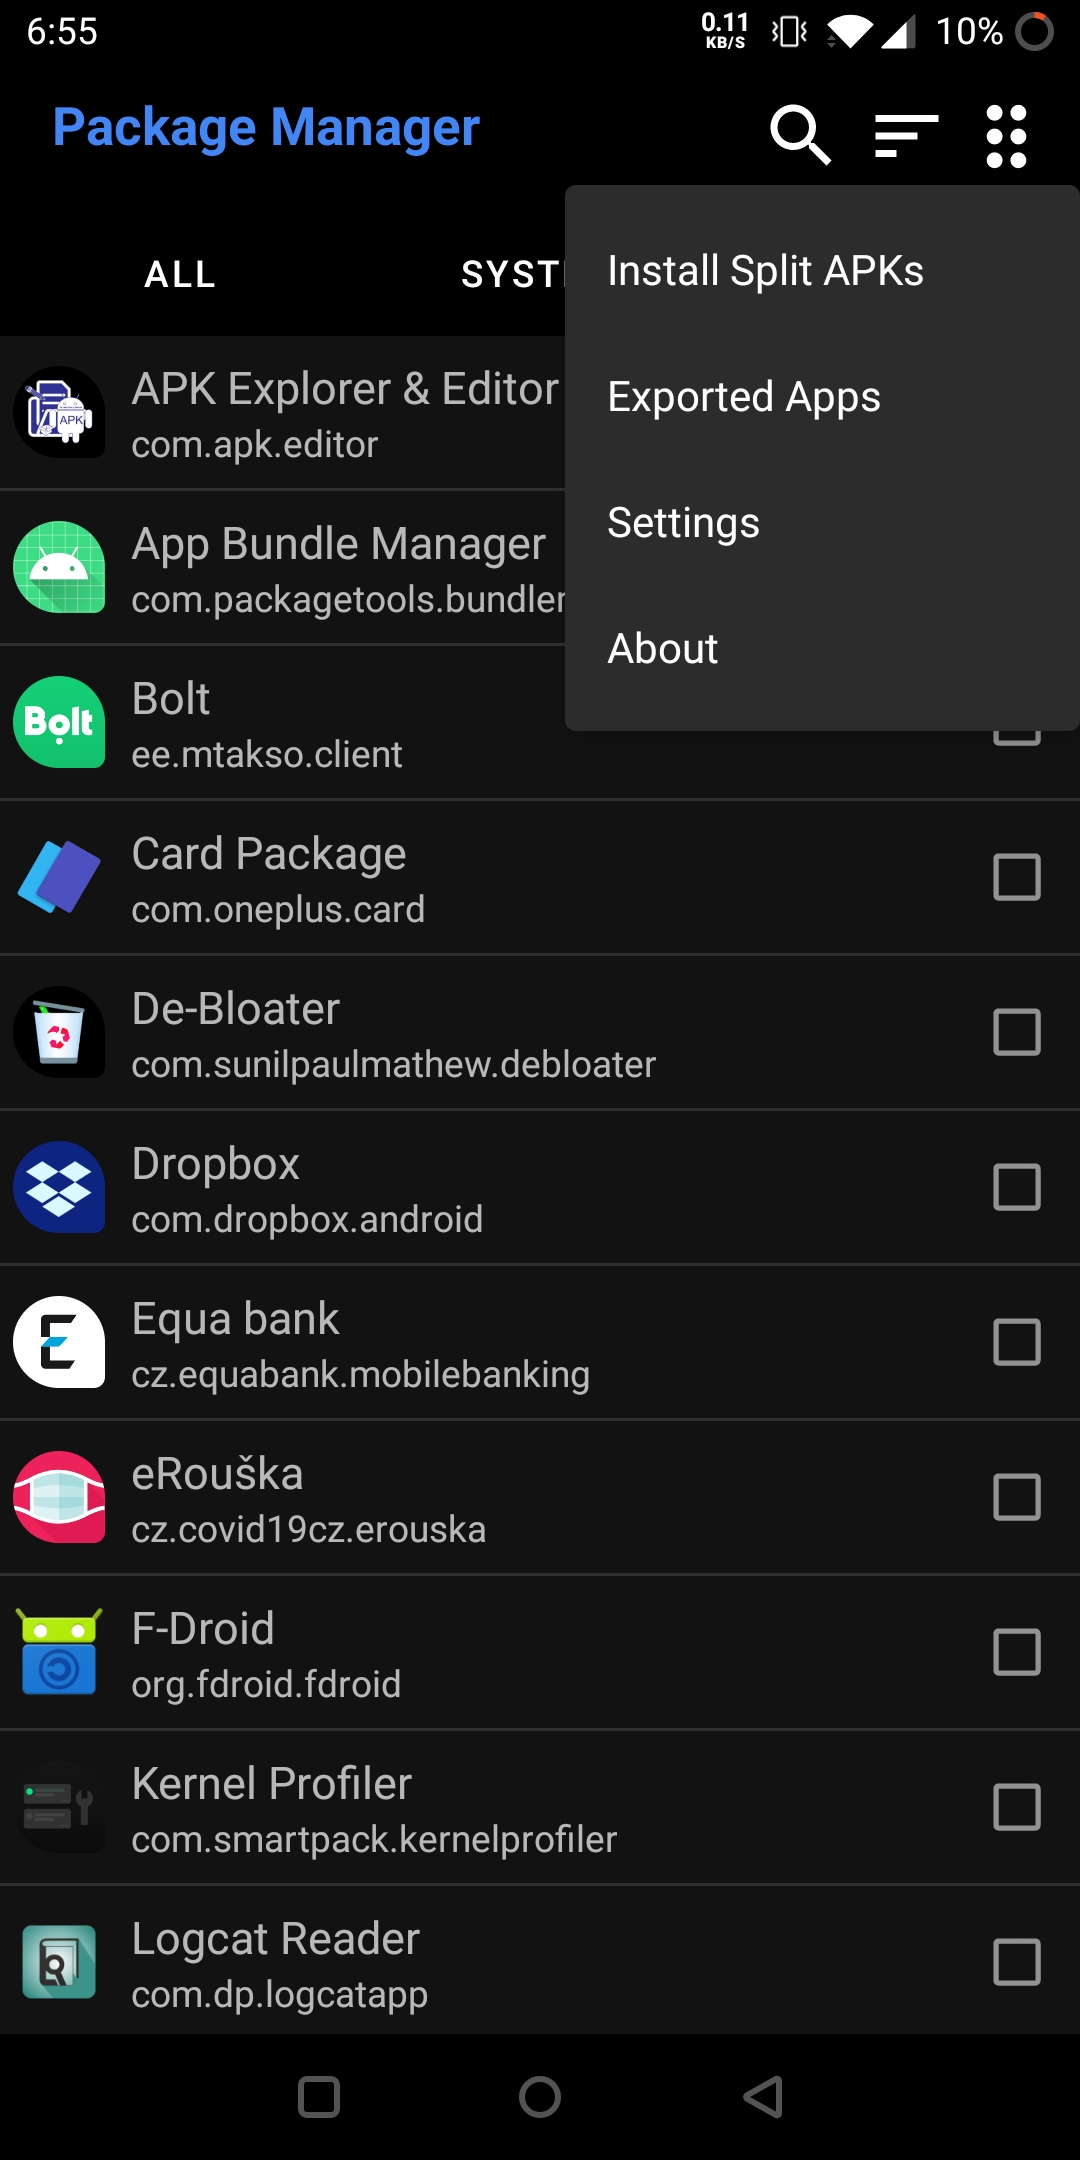 6:55
0.11
KB/S
10%
Package Manager
ALL
SYST
Install Split APKs
Exported Apps
Settings
About
APK Explorer & Editor
com.apk.editor
APK
App Bundle Manager
com.packagetools.bundler
Bolt
Bolt
ee.mtakso.client
Card Package
com.oneplus.card
De-Bloater
com.sunilpaulmathew.debloater
Dropbox
com.dropbox.android
Equa bank
cz.equabank.mobilebanking
eRouška
cz.covid19cz.erouska
F-Droid
org.fdroid.fdroid
Kernel Profiler
com.smartpack.kernelprofiler
Logcat Reader
com.dp.logcatapp